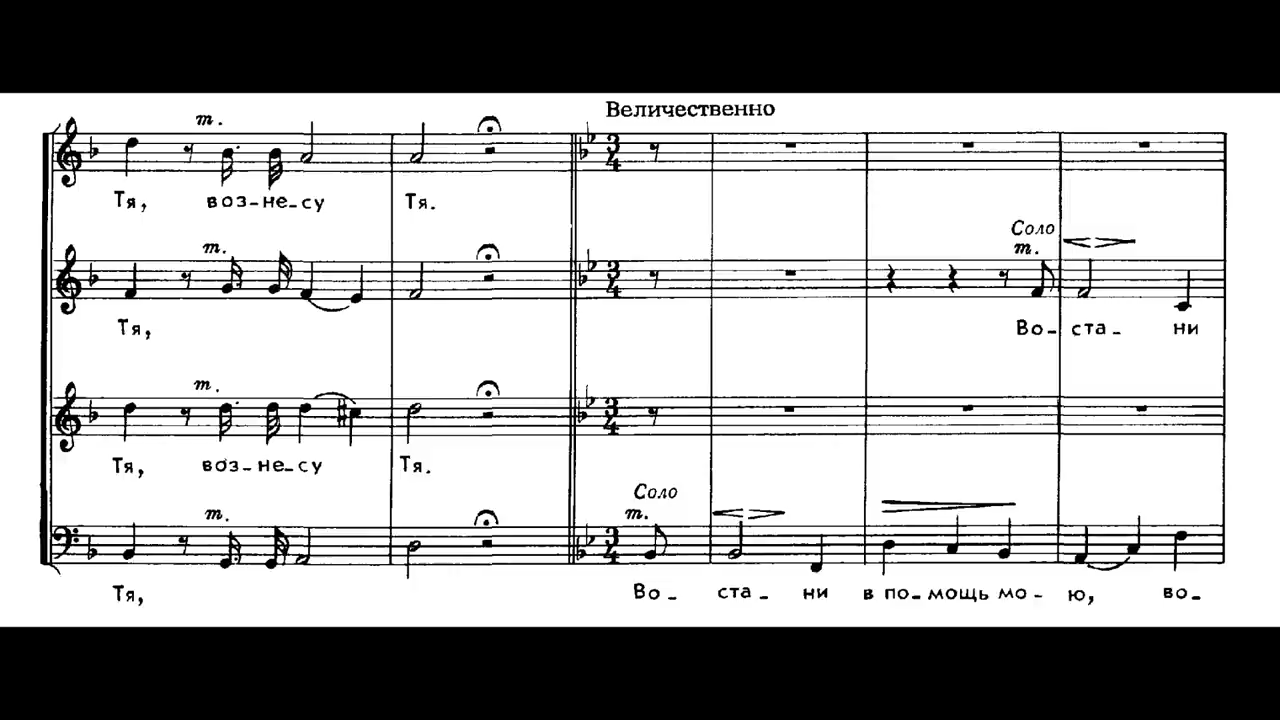 Величественно
т.
Тя, воз-не-су Тя.
Соло
т.
т.
Тя, Во-ста-ни
т.
Тя, воз-не-су Тя.
Соло
т. т.
Тя, Во-ста-ни в по-мощь мо-ю, во-